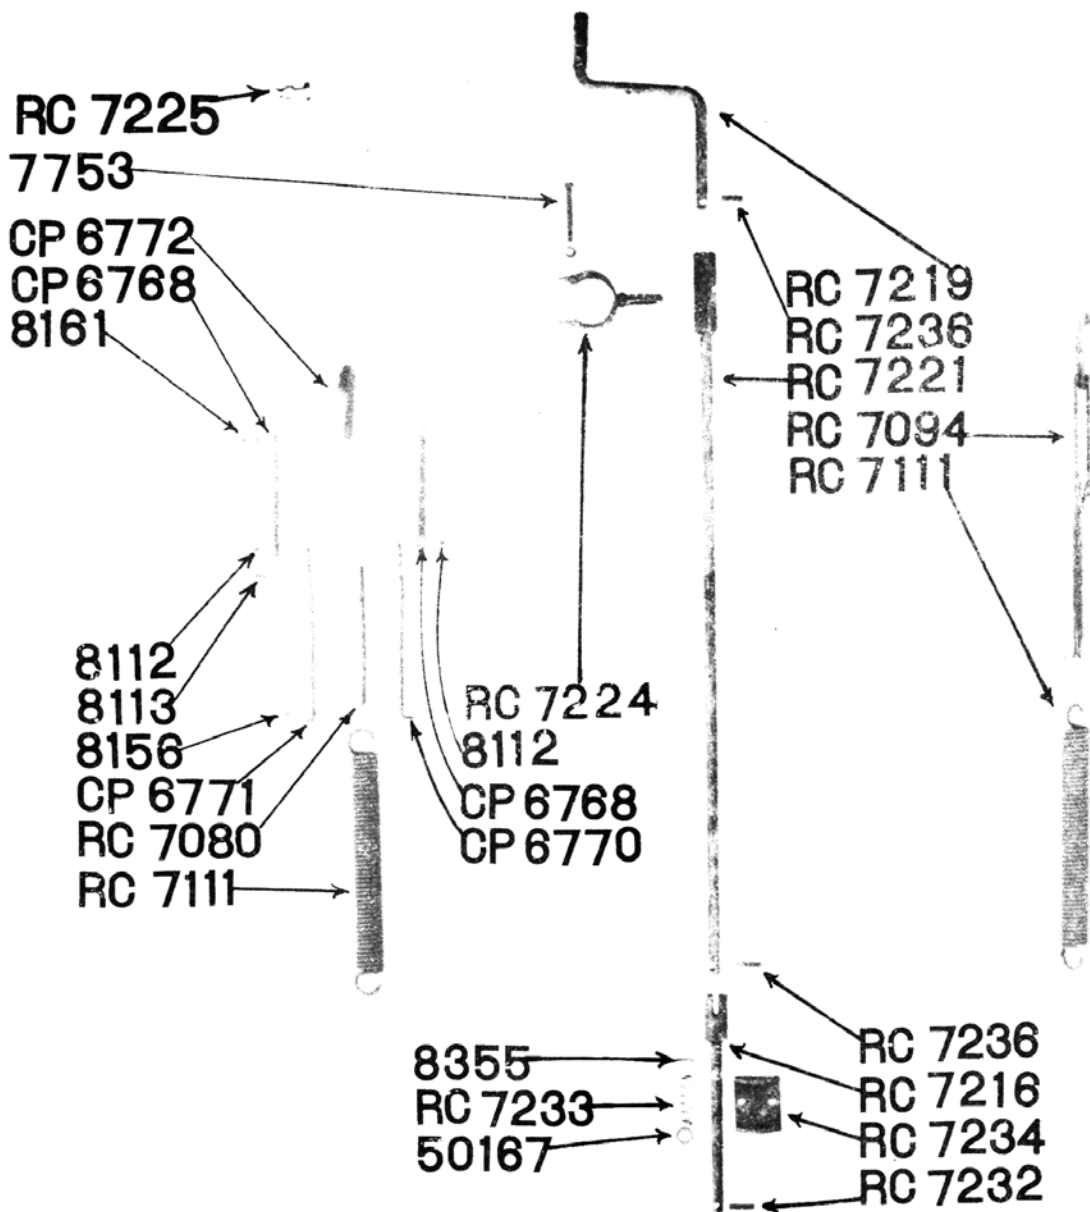 RC 7225
7753
CP 6772
CP 6768
8161
RC 7219
RC 7236
RC 7221
RC 7094
RC 7111
8112
8113
8156
CP 6771
RC 7080
RC 7111
RC 7224
8112
CP 6768
CP 6770
8355
RC 7233
50167
RC 7236
RC 7216
RC 7234
RC 7232